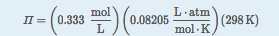 Π = (0.333 mol/L) (0.08205 L · atm/mol · K) (298 K)